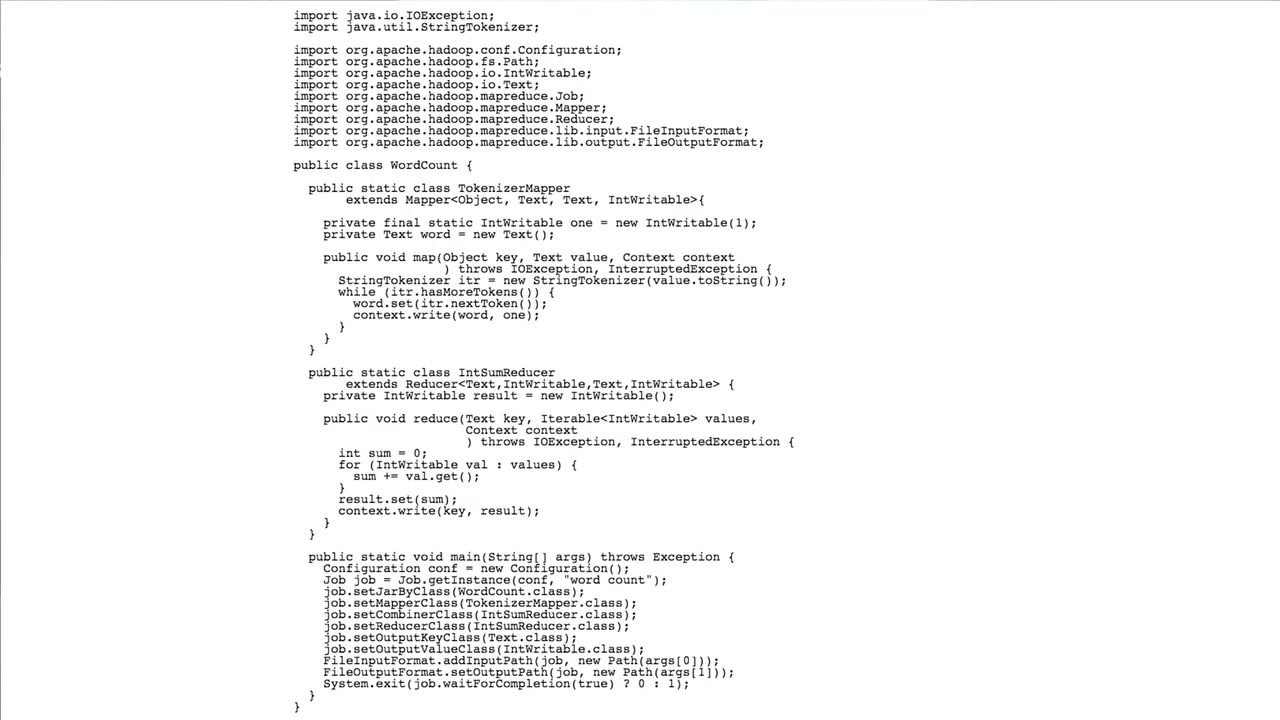 import java.io.IOException;
import java.util.StringTokenizer;
import org.apache.hadoop.conf.Configuration;
import org.apache.hadoop.fs.Path;
import org.apache.hadoop.io.IntWritable;
import org.apache.hadoop.io.Text;
import org.apache.hadoop.mapreduce.Job;
import org.apache.hadoop.mapreduce.Mapper;
import org.apache.hadoop.mapreduce.Reducer;
import org.apache.hadoop.mapreduce.lib.input.FileInputFormat;
import org.apache.hadoop.mapreduce.lib.output.FileOutputFormat;
public class WordCount {
public static class TokenizerMapper
extends Mapper<Object, Text, Text, IntWritable>{
private final static IntWritable one = new IntWritable(1);
private Text word = new Text();
public void map(Object key, Text value, Context context
) throws IOException, InterruptedException {
StringTokenizer itr = new StringTokenizer(value.toString());
while (itr.hasMoreTokens()) {
word.set(itr.nextToken());
context.write(word, one);
}
}
}
public static class IntSumReducer
extends Reducer<Text,IntWritable,Text,IntWritable> {
private IntWritable result = new IntWritable();
public void reduce(Text key, Iterable<IntWritable> values,
Context context
) throws IOException, InterruptedException {
int sum = 0;
for (IntWritable val : values) {
sum += val.get();
}
result.set(sum);
context.write(key, result);
}
}
public static void main(String[] args) throws Exception {
Configuration conf = new Configuration();
Job job = Job.getInstance(conf, "word count");
job.setJarByClass(WordCount.class);
job.setMapperClass(TokenizerMapper.class);
job.setCombinerClass(IntSumReducer.class);
job.setReducerClass(IntSumReducer.class);
job.setOutputKeyClass(Text.class);
job.setOutputValueClass(IntWritable.class);
FileInputFormat.addInputPath(job, new Path(args[0]));
FileOutputFormat.setOutputPath(job, new Path(args[1]));
System.exit(job.waitForCompletion(true) ? 0 : 1);
}
}